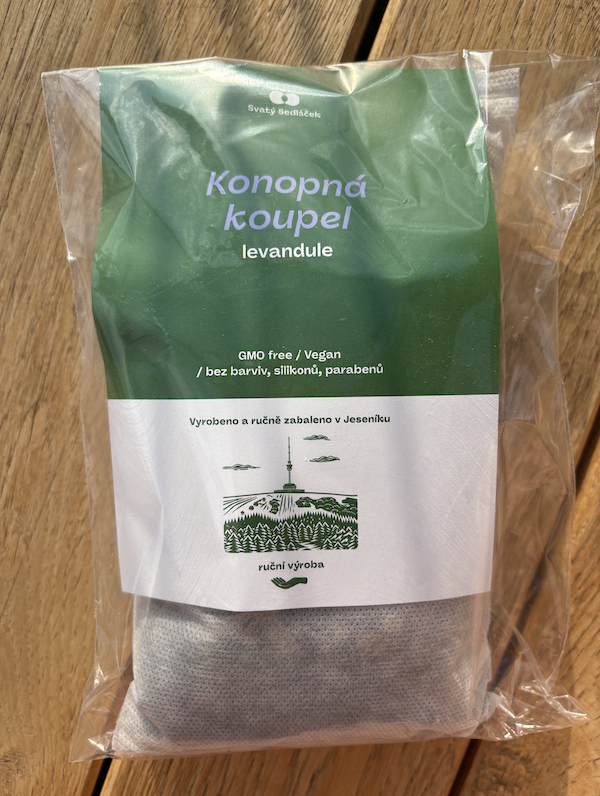 Svatý Sedláček
Konopná
koupel
levandule
GMO free / Vegan
/ bez barviv, silikonů, parabenů
Vyrobeno a ručně zabaleno v Jeseníku
ruční výroba